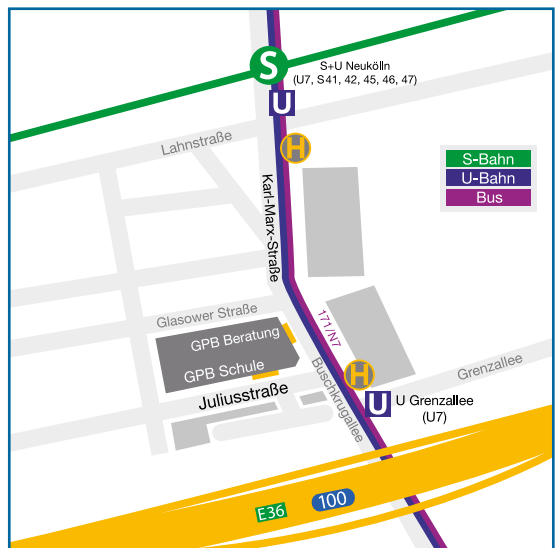 S
S+U Neukölln
(U7, S41, 42, 45, 46, 47)
U
Lahnstraße
H
S-Bahn
U-Bahn
Bus
Karl-Marx-Straße
Glasower Straße
171/N7
GPB Beratung
GPB Schule
H
Grenzallee
Juliusstraße
Buschkrugallee
U
U Grenzallee
(U7)
E36
100